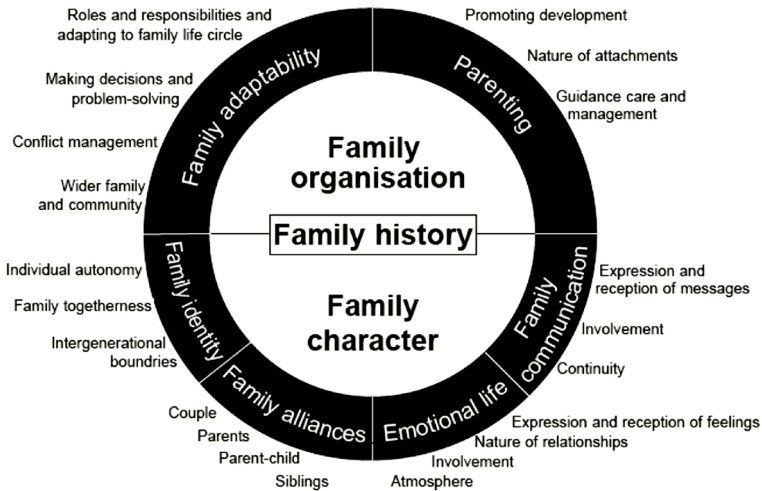 Roles and responsibilities and
adapting to family life circle
Making decisions and
problem-solving
Conflict management
Wider family
and community
Family adaptability
Parenting
Promoting development
Nature of attachments
Guidance care and
management
Family
organisation
Family history
Family
character
Individual autonomy
Family togetherness
Intergenerational
boundries
Family identity
Family alliances
Couple
Parents
Parent-child
Siblings
Emotional life
Expression and reception of feelings
Nature of relationships
Involvement
Atmosphere
Family
communication
Expression and
reception of messages
Involvement
Continuity